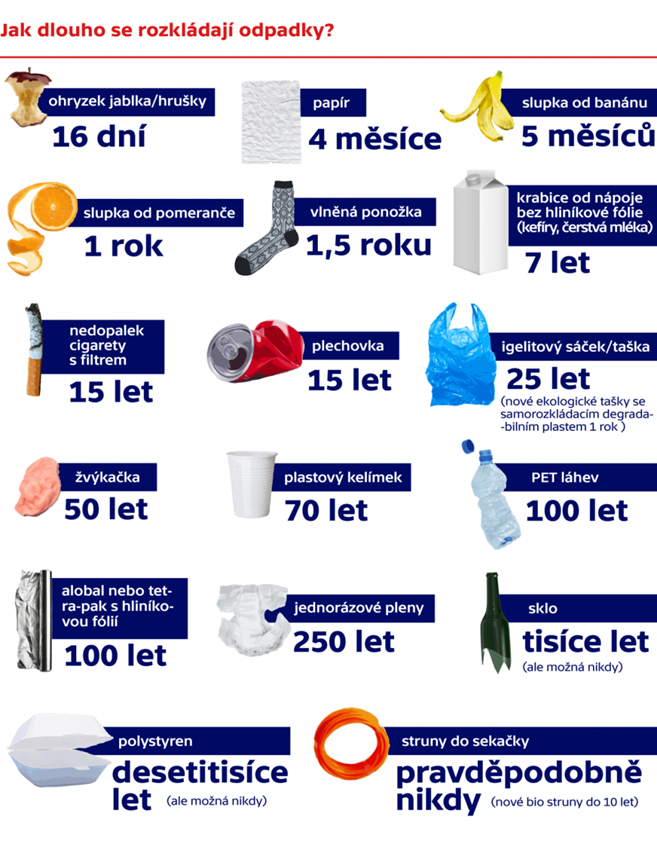 Jak dlouho se rozkládají odpadky?
ohryzek jablka/hrušky
16 dní
papír
4 měsíce
slupka od banánu
5 měsíců
slupka od pomeranče
1 rok
vlněná ponožka
1,5 roku
krabice od nápoje
bez hliníkové fólie
(kefíry, čerstvá mléka)
7 let
nedopalek
cigarety
s filtrem
15 let
plechovka
15 let
igelitový sáček/taška
25 let
(nové ekologické tašky se
samorozkládacím degrada-
-bilním plastem 1 rok )
žvýkačka
50 let
plastový kelímek
70 let
PET láhev
100 let
alobal nebo tet-
ra-pak s hliníko-
vou fólií
100 let
jednorázové pleny
250 let
sklo
tisíce let
(ale možná nikdy)
polystyren
desetitisíce
let (ale možná nikdy)
struny do sekačky
pravděpodobně
nikdy (nové bio struny do 10 let)